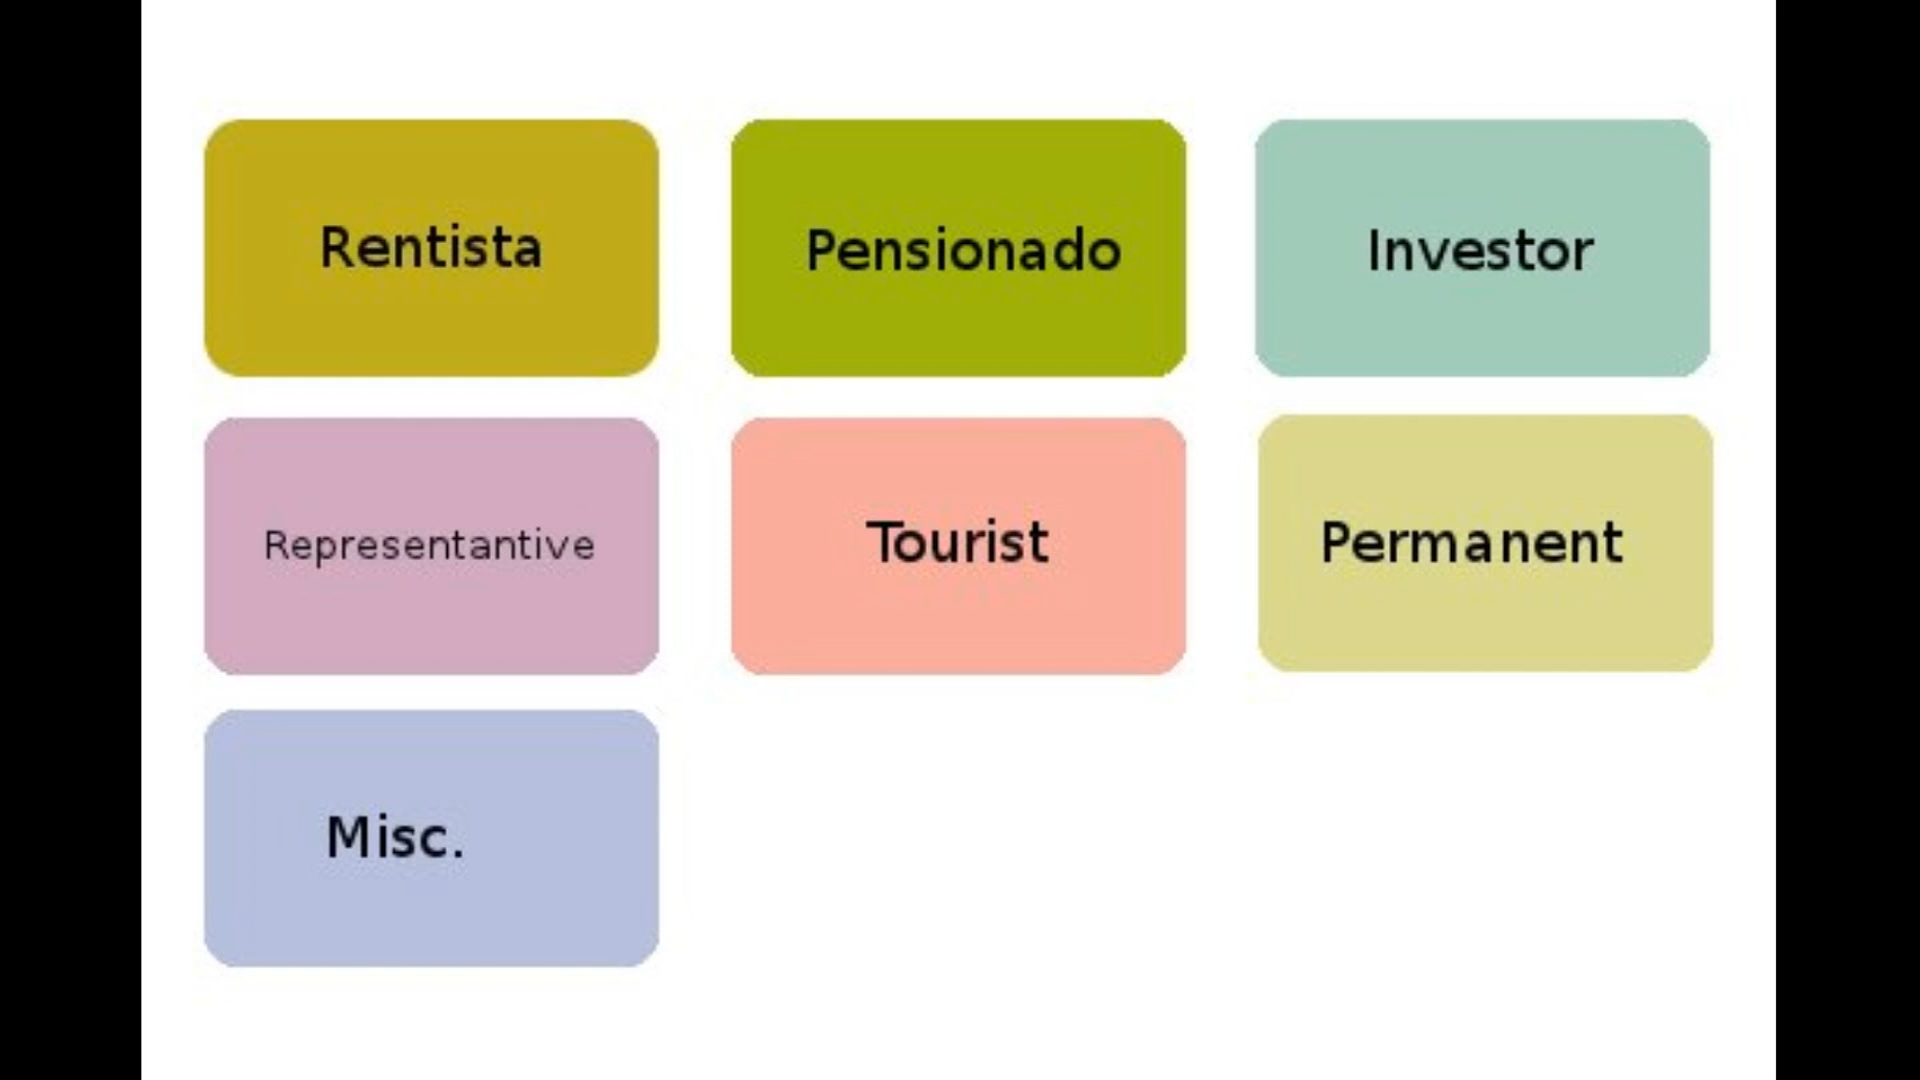 Rentista
Pensionado
Investor
Representantive
Tourist
Permanent
Misc.